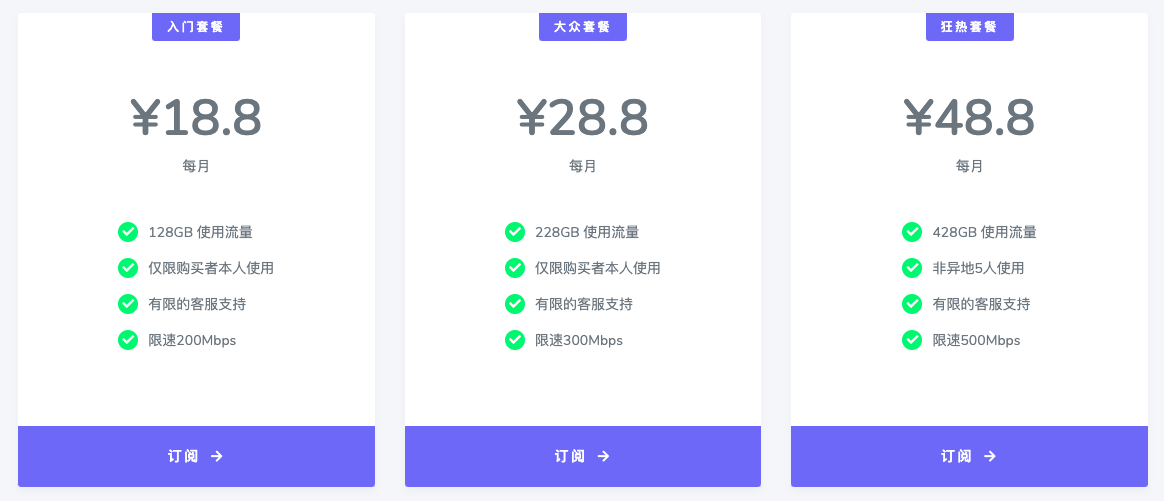 入门套餐
¥18.8
每月
128GB 使用流量
仅限购买者本人使用
有限的客服支持
限速200Mbps
订阅 →
大众套餐
¥28.8
每月
228GB 使用流量
仅限购买者本人使用
有限的客服支持
限速300Mbps
订阅 →
狂热套餐
¥48.8
每月
428GB 使用流量
非异地5人使用
有限的客服支持
限速500Mbps
订阅 →